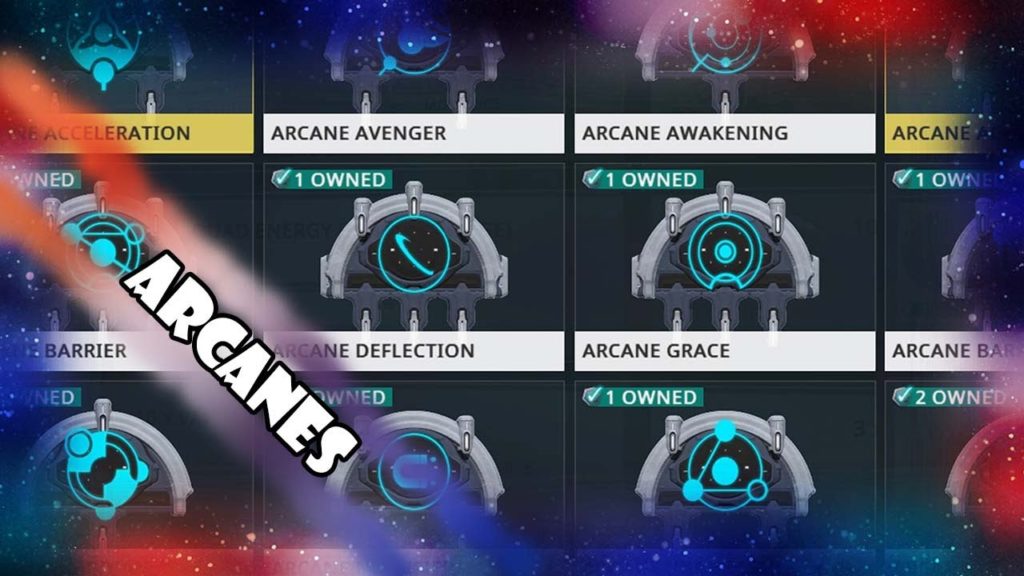 ACCELERATION
ARCANE AVENGER
ARCANE AWAKENING
ARCANE
OWNED
1 OWNED
1 OWNED
1 OWNED
ARCANES
BARRIER
ARCANE DEFLECTION
ARCANE GRACE
ARCANE
OWNED
OWNED
1 OWNED
2 OWNED